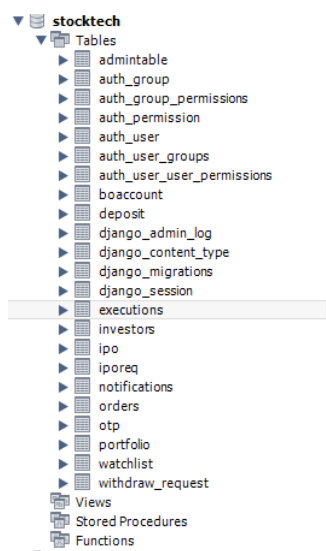 stocktech
Tables
admintable
auth_group
auth_group_permissions
auth_permission
auth_user
auth_user_groups
auth_user_user_permissions
boaccount
deposit
django_admin_log
django_content_type
django_migrations
django_session
executions
investors
ipo
iporeq
notifications
orders
otp
portfolio
watchlist
withdraw_request
Views
Stored Procedures
Functions